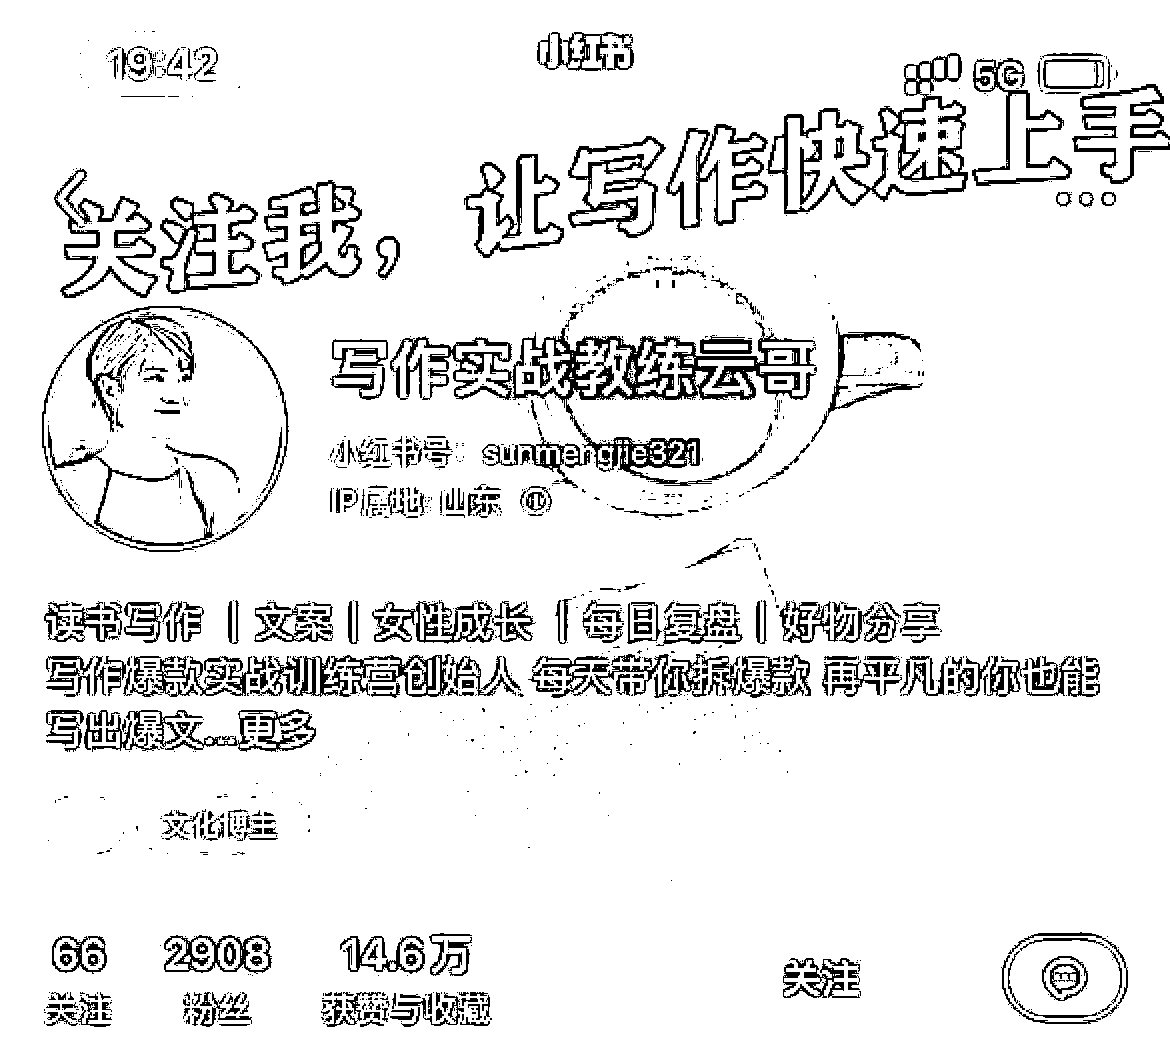 小红书
19:42
5G
关注我，让写作快速上手
写作实战教练云哥
小红书号：sunmengjie321
IP属地：山东
读书写作 ｜文案｜女性成长 ｜每日复盘｜好物分享
写作爆款实战训练营创始人 每天带你拆爆款 再平凡的你也能
写出爆文...更多
文化博主
66 2908 14.6万
关注 粉丝 获赞与收藏
关注